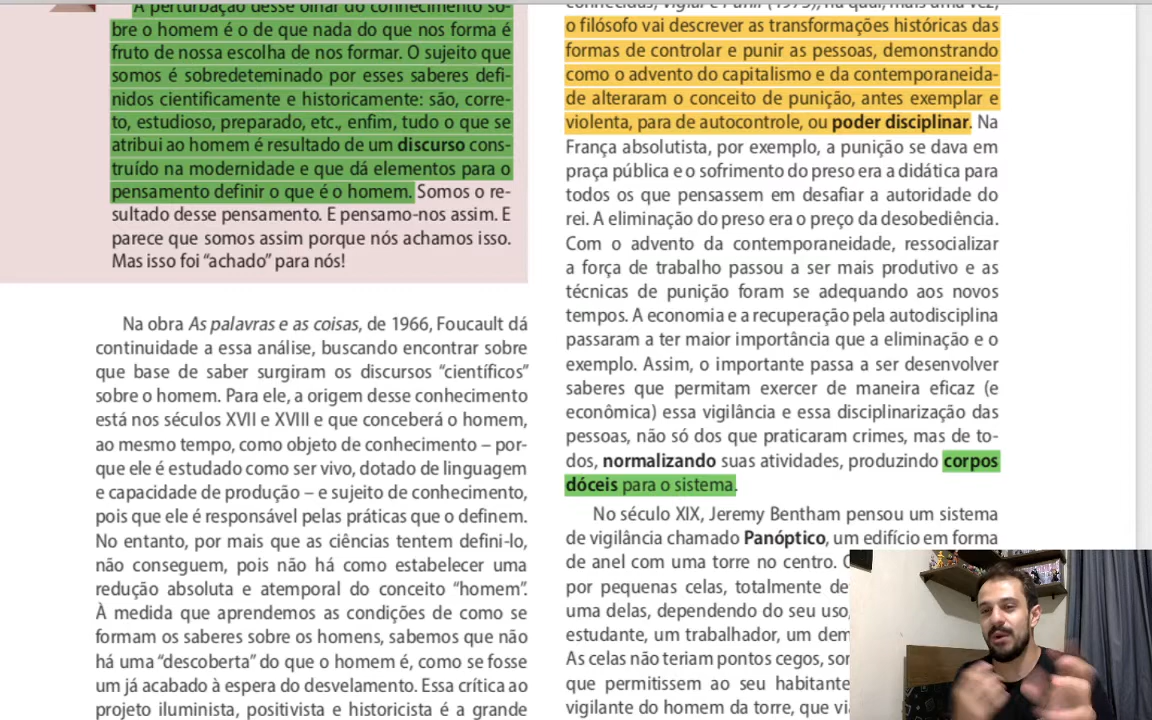 A perturbação desse olhar do conhecimento so-
bre o homem é o de que nada do que nos forma é
fruto de nossa escolha de nos formar. O sujeito que
somos é sobredeteminado por esses saberes defi-
nidos cientificamente e historicamente: são, corre-
to, estudioso, preparado, etc., enfim, tudo o que se
atribui ao homem é resultado de um discurso cons-
truído na modernidade e que dá elementos para o
pensamento definir o que é o homem. Somos o re-
sultado desse pensamento. E pensamo-nos assim. E
parece que somos assim porque nós achamos isso.
Mas isso foi “achado” para nós!
Na obra As palavras e as coisas, de 1966, Foucault dá
continuidade a essa análise, buscando encontrar sobre
que base de saber surgiram os discursos “científicos”
sobre o homem. Para ele, a origem desse conhecimento
está nos séculos XVII e XVIII e que conceberá o homem,
ao mesmo tempo, como objeto de conhecimento – por-
que ele é estudado como ser vivo, dotado de linguagem
e capacidade de produção – e sujeito de conhecimento,
pois que ele é responsável pelas práticas que o definem.
No entanto, por mais que as ciências tentem defini-lo,
não conseguem, pois não há como estabelecer uma
redução absoluta e atemporal do conceito “homem”.
À medida que aprendemos as condições de como se
formam os saberes sobre os homens, sabemos que não
há uma “descoberta” do que o homem é, como se fosse
um já acabado à espera do desvelamento. Essa crítica ao
projeto iluminista, positivista e historicista é a grande
conhecidas, Vigiar e Punir (1975), na qual, mais uma vez,
o filósofo vai descrever as transformações históricas das
formas de controlar e punir as pessoas, demonstrando
como o advento do capitalismo e da contemporaneida-
de alteraram o conceito de punição, antes exemplar e
violenta, para de autocontrole, ou poder disciplinar. Na
França absolutista, por exemplo, a punição se dava em
praça pública e o sofrimento do preso era a didática para
todos os que pensassem em desafiar a autoridade do
rei. A eliminação do preso era o preço da desobediência.
Com o advento da contemporaneidade, ressocializar
a força de trabalho passou a ser mais produtivo e as
técnicas de punição foram se adequando aos novos
tempos. A economia e a recuperação pela autodisciplina
passaram a ter maior importância que a eliminação e o
exemplo. Assim, o importante passa a ser desenvolver
saberes que permitam exercer de maneira eficaz (e
econômica) essa vigilância e essa disciplinarização das
pessoas, não só dos que praticaram crimes, mas de to-
dos, normalizando suas atividades, produzindo corpos
dóceis para o sistema.
No século XIX, Jeremy Bentham pensou um sistema
de vigilância chamado Panóptico, um edifício em forma
de anel com uma torre no centro.
por pequenas celas, totalmente
uma delas, dependendo do seu uso,
estudante, um trabalhador, um
As celas não teriam pontos cegos,
que permitissem ao seu habitante
vigilante do homem da torre, que